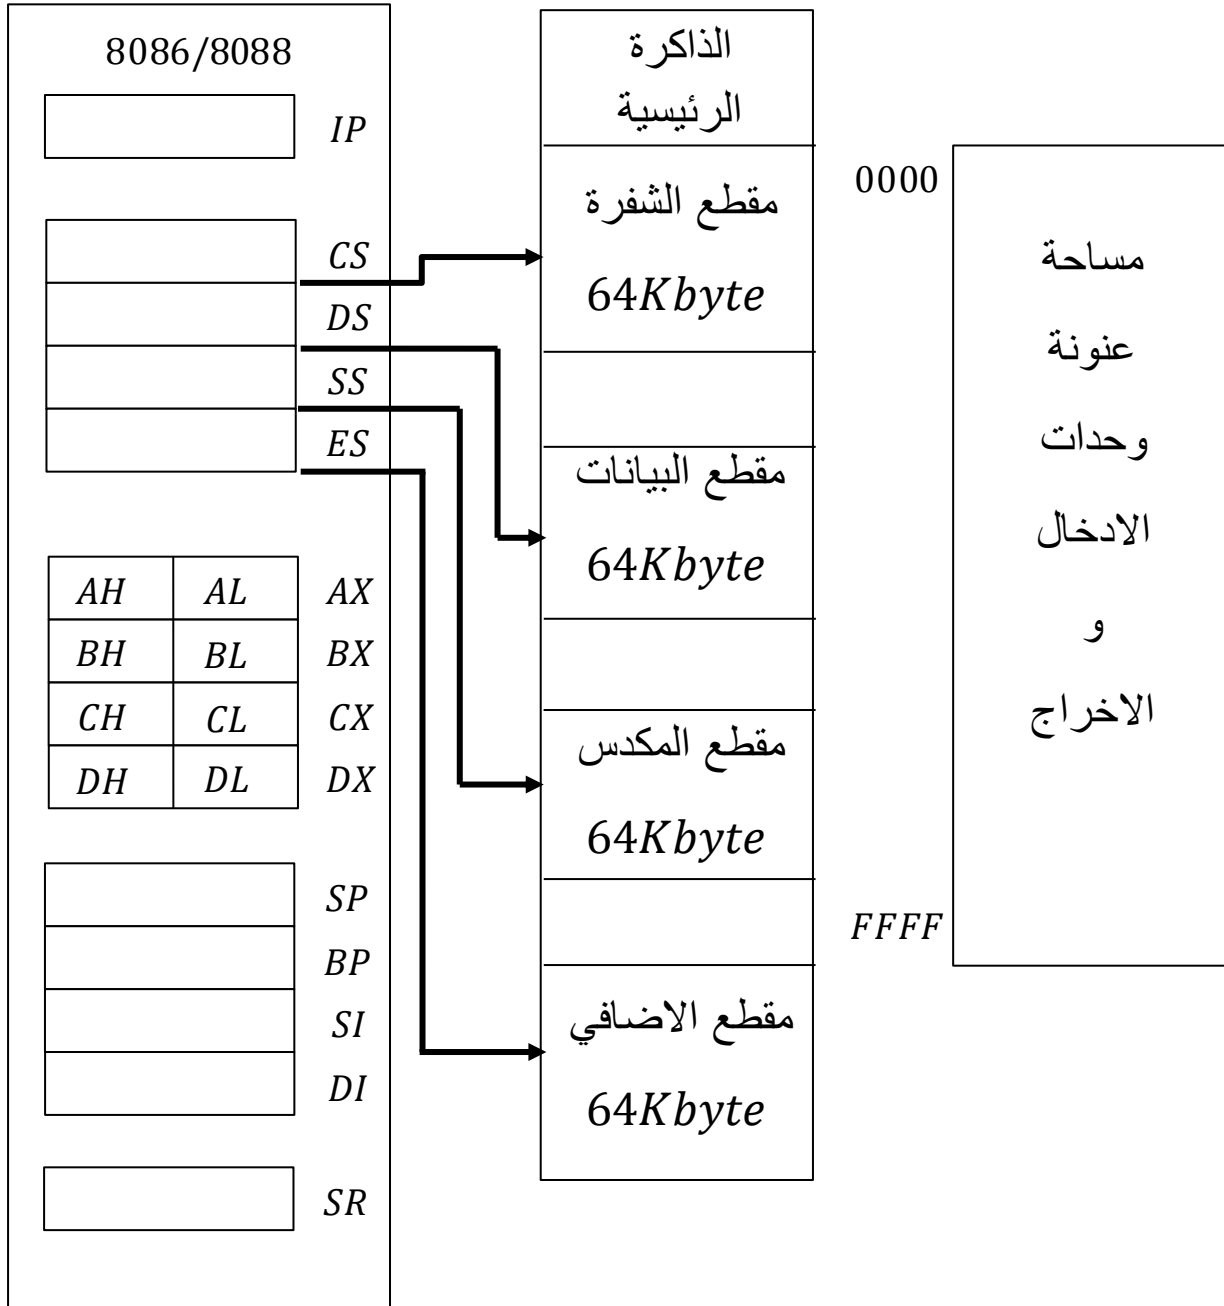 8086/8088
IP
CS
DS
SS
ES
AH AL AX
BH BL BX
CH CL CX
DH DL DX
SP
BP
SI
DI
SR
الذاكرة
الرئيسية
مقطع الشفرة
64Kbyte
مقطع البيانات
64Kbyte
مقطع المكدس
64Kbyte
مقطع الاضافي
64Kbyte
0000
FFFF
مساحة
عنونة
وحدات
الادخال
و
الاخراج